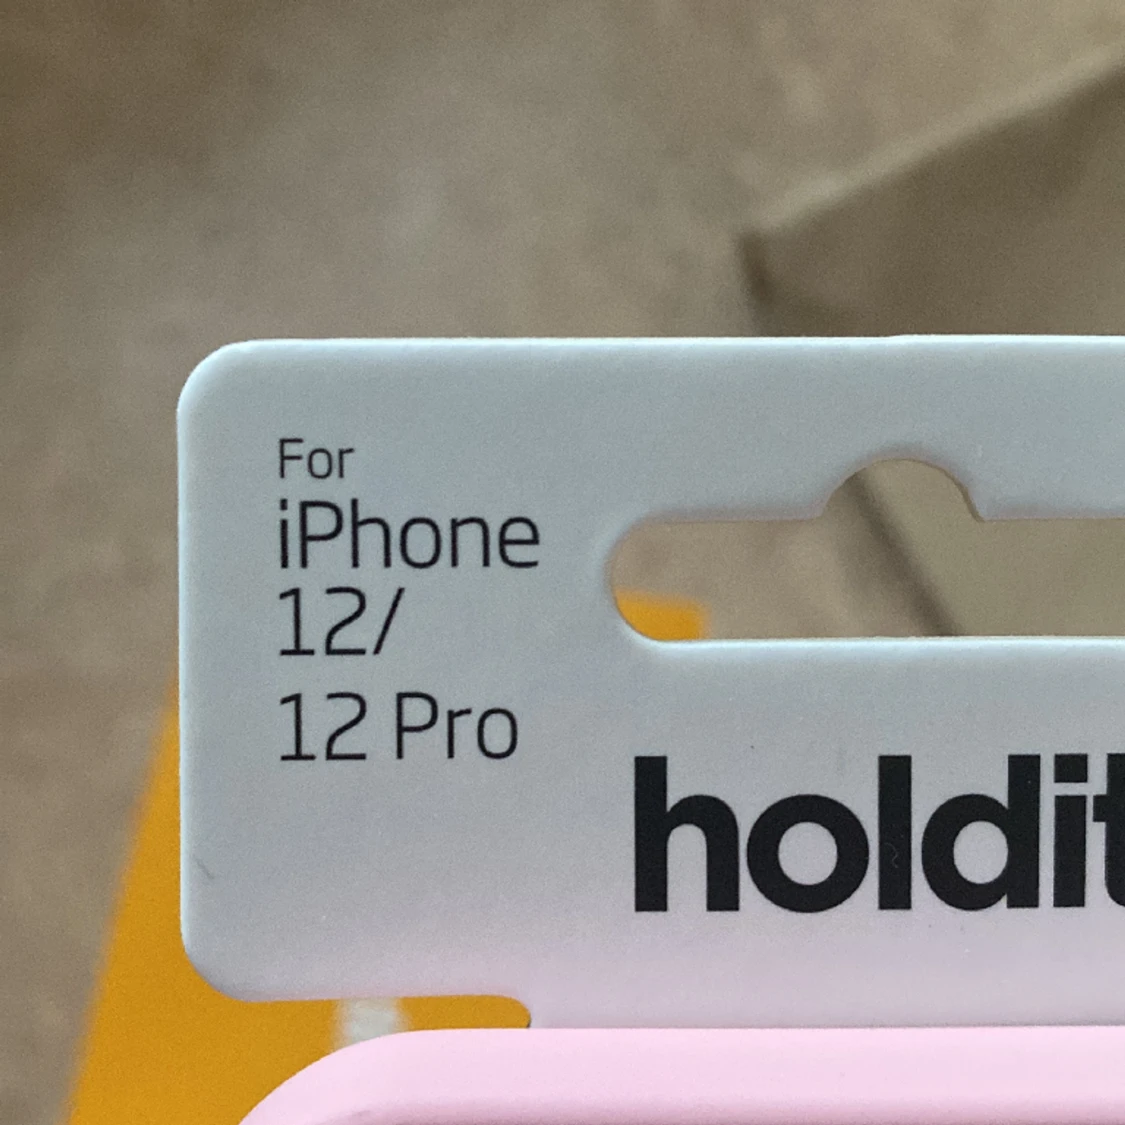 For
iPhone
12/
12 Pro
holdit